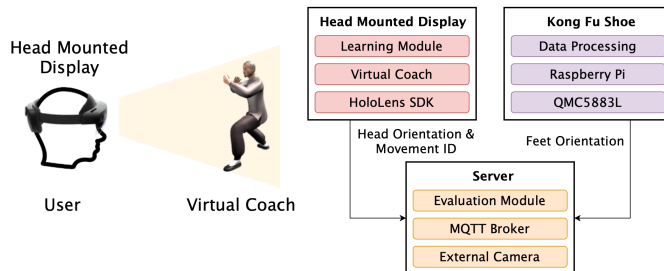 Head Mounted
Display
User
Virtual Coach
Head Mounted Display
Learning Module
Virtual Coach
HoloLens SDK
Kong Fu Shoe
Data Processing
Raspberry Pi
QMC5883L
Head Orientation &
Movement ID
Feet Orientation
Server
Evaluation Module
MQTT Broker
External Camera